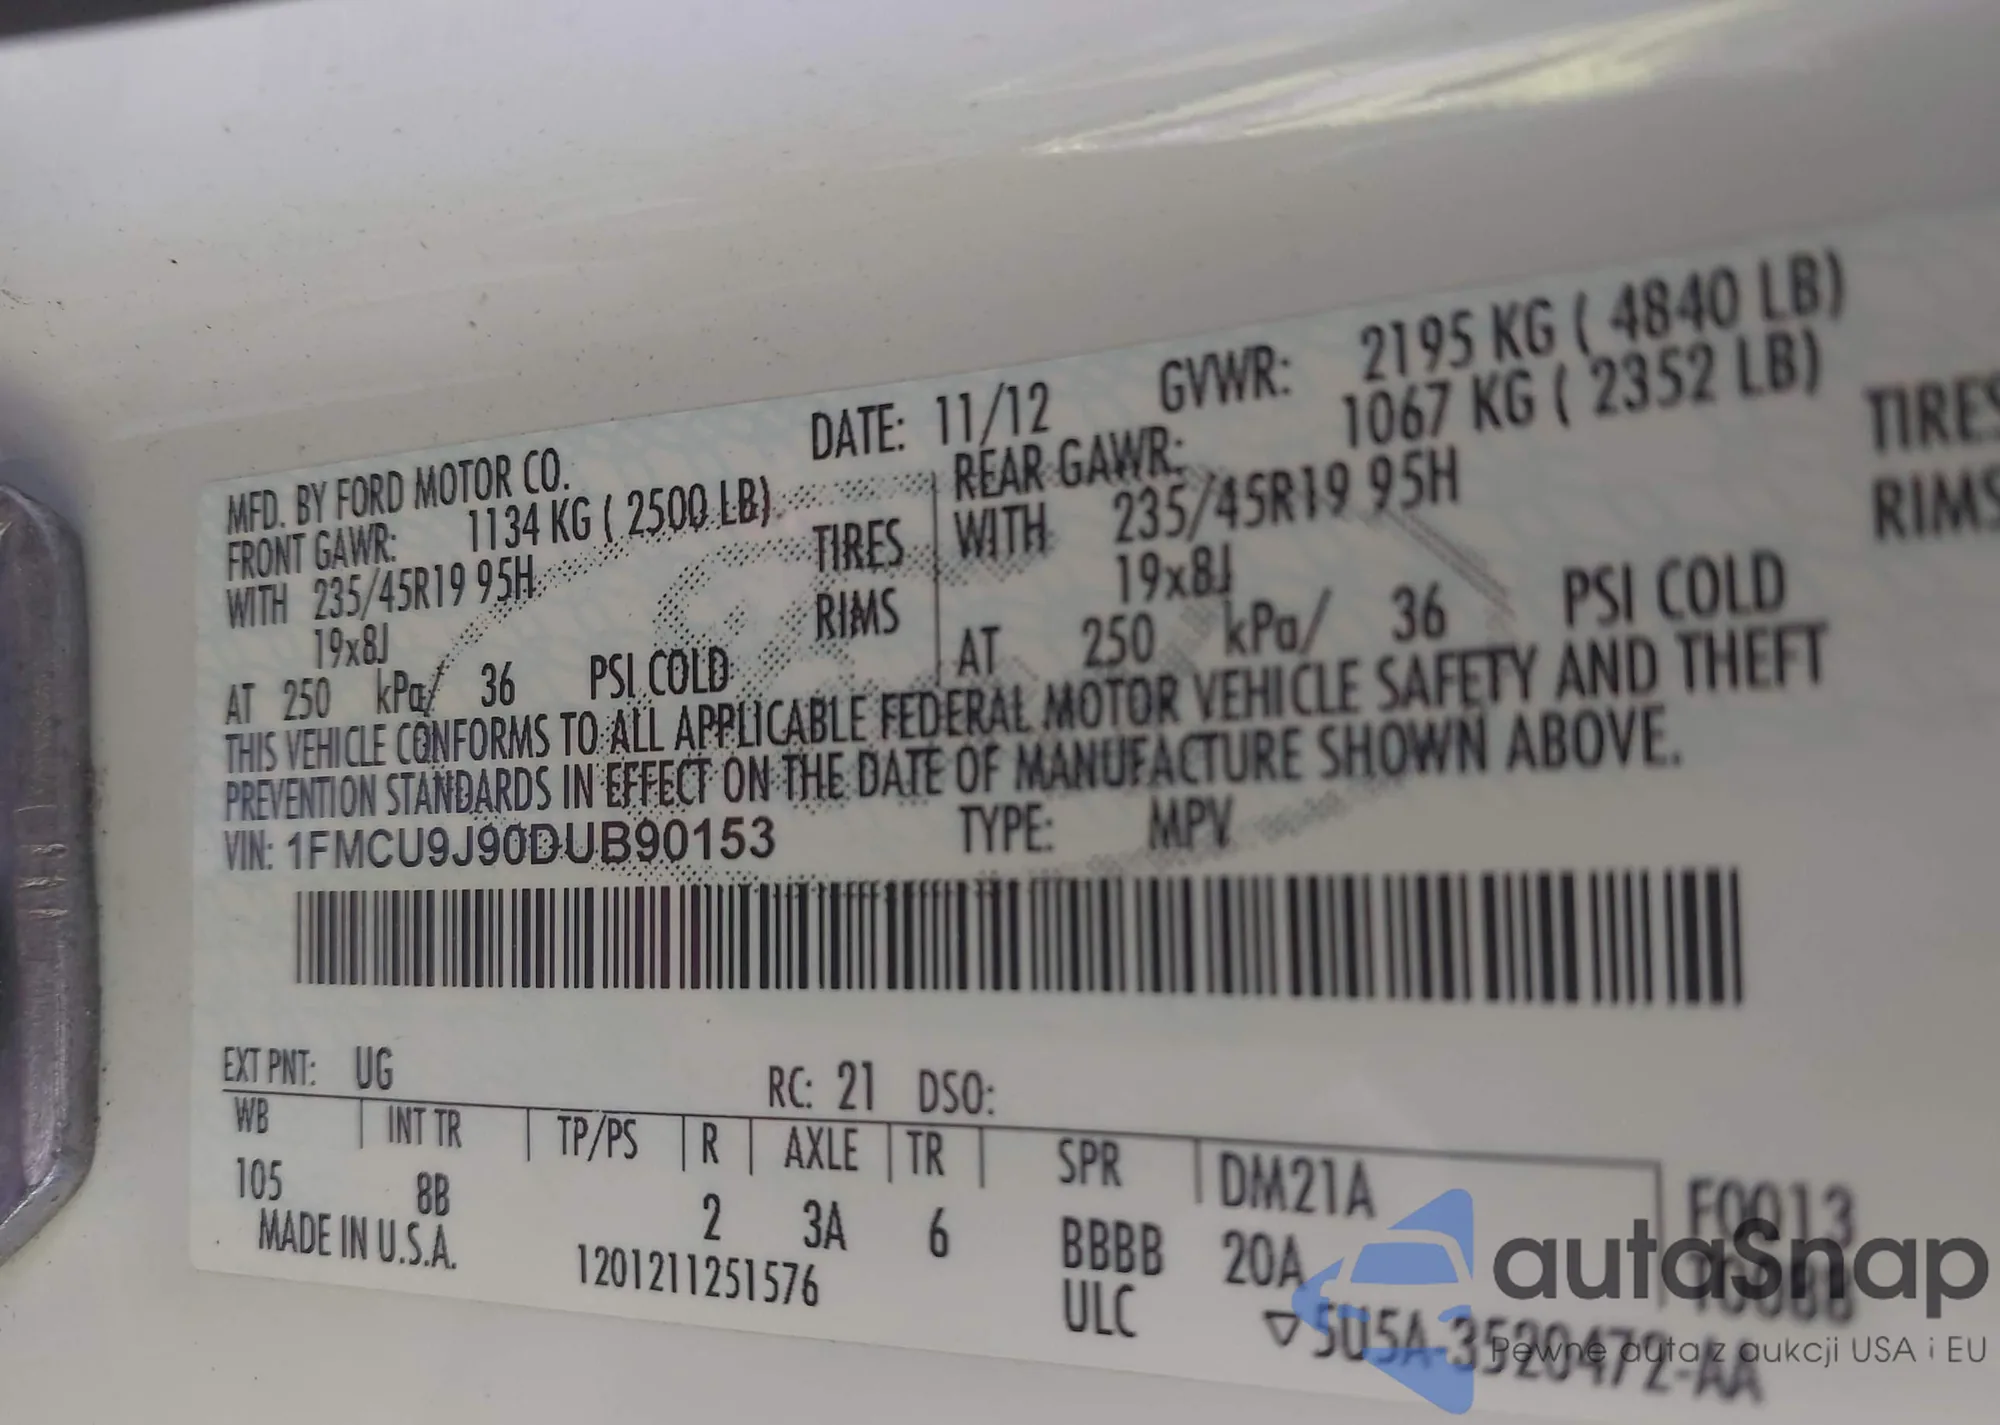 MFD. BY FORD MOTOR CO. DATE: 11/12 GVWR: 2195 KG ( 4840 LB)
FRONT GAWR: 1134 KG ( 2500 LB) REAR GAWR: 1067 KG ( 2352 LB)
WITH 235/45R19 95H TIRES WITH 235/45R19 95H TIRES
19x8J RIMS 19x8J RIMS
AT 250 kPa/ 36 PSI COLD AT 250 kPa/ 36 PSI COLD
THIS VEHICLE CONFORMS TO ALL APPLICABLE FEDERAL MOTOR VEHICLE SAFETY AND THEFT
PREVENTION STANDARDS IN EFFECT ON THE DATE OF MANUFACTURE SHOWN ABOVE.
VIN: 1FMCU9J90DUB90153 TYPE: MPV
EXT PNT: UG RC: 21 DSO:
WB INT TR TP/PS R AXLE TR SPR DM21A F0013
105 8B 2 3A 6 BBBB 20A
MADE IN U.S.A. 1201211251576 ULC ▽5U5A-3520472-AA
autaSnap
Pewne auta z aukcji USA i EU